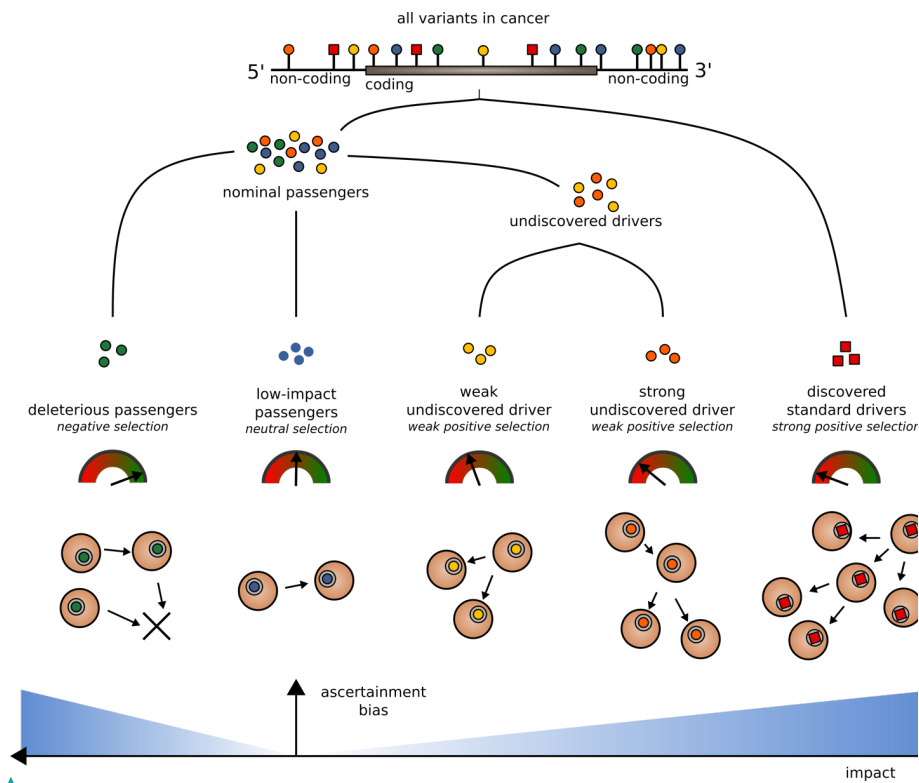 all variants in cancer
5'
non-coding
coding
non-coding
3'
nominal passengers
undiscovered drivers
deleterious passengers
negative selection
low-impact
passengers
neutral selection
weak
undiscovered driver
weak positive selection
strong
undiscovered driver
weak positive selection
discovered
standard drivers
strong positive selection
ascertainment
bias
impact